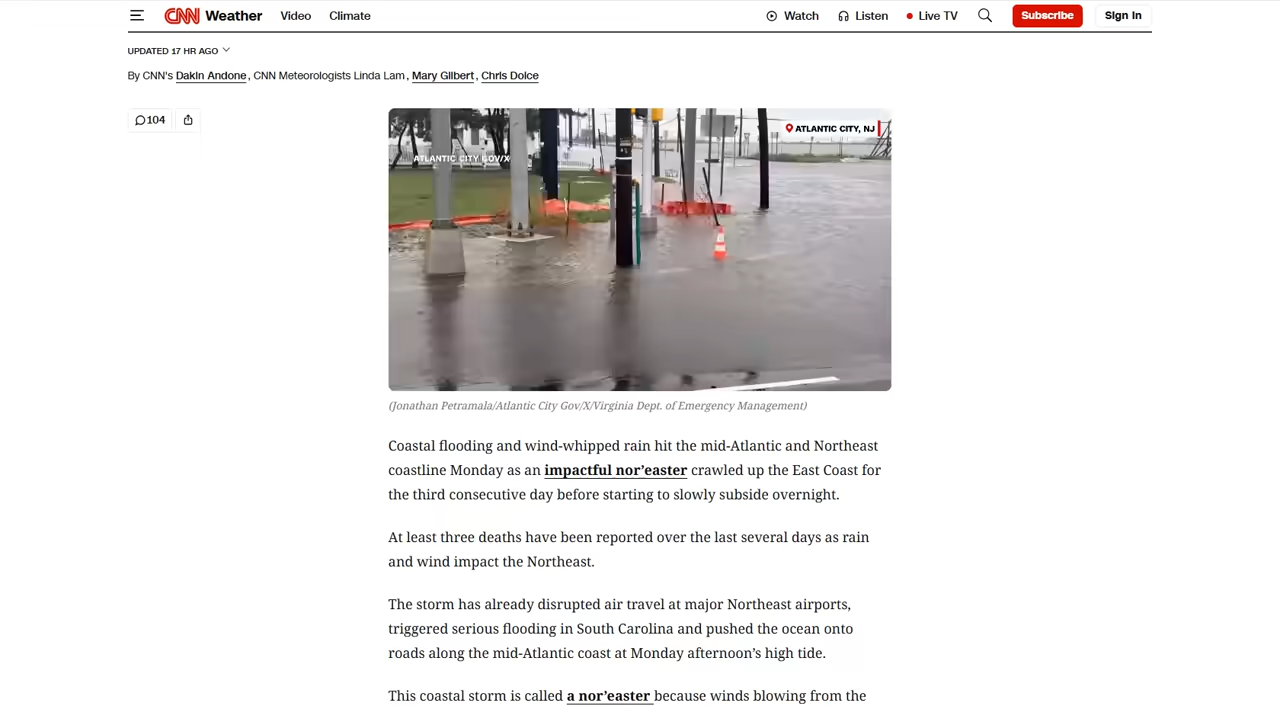 CNN Weather Video Climate Watch Listen Live TV Subscribe Sign in
UPDATED 17 HR AGO
By CNN's Dakin Andone, CNN Meteorologists Linda Lam, Mary Gilbert, Chris Dolce
104
ATLANTIC CITY, NJ
ATLANTIC CITY GOV/X
(Jonathan Petramala/Atlantic City Gov/X/Virginia Dept. of Emergency Management)
Coastal flooding and wind-whipped rain hit the mid-Atlantic and Northeast
coastline Monday as an impactful nor’easter crawled up the East Coast for
the third consecutive day before starting to slowly subside overnight.
At least three deaths have been reported over the last several days as rain
and wind impact the Northeast.
The storm has already disrupted air travel at major Northeast airports,
triggered serious flooding in South Carolina and pushed the ocean onto
roads along the mid-Atlantic coast at Monday afternoon’s high tide.
This coastal storm is called a nor’easter because winds blowing from the